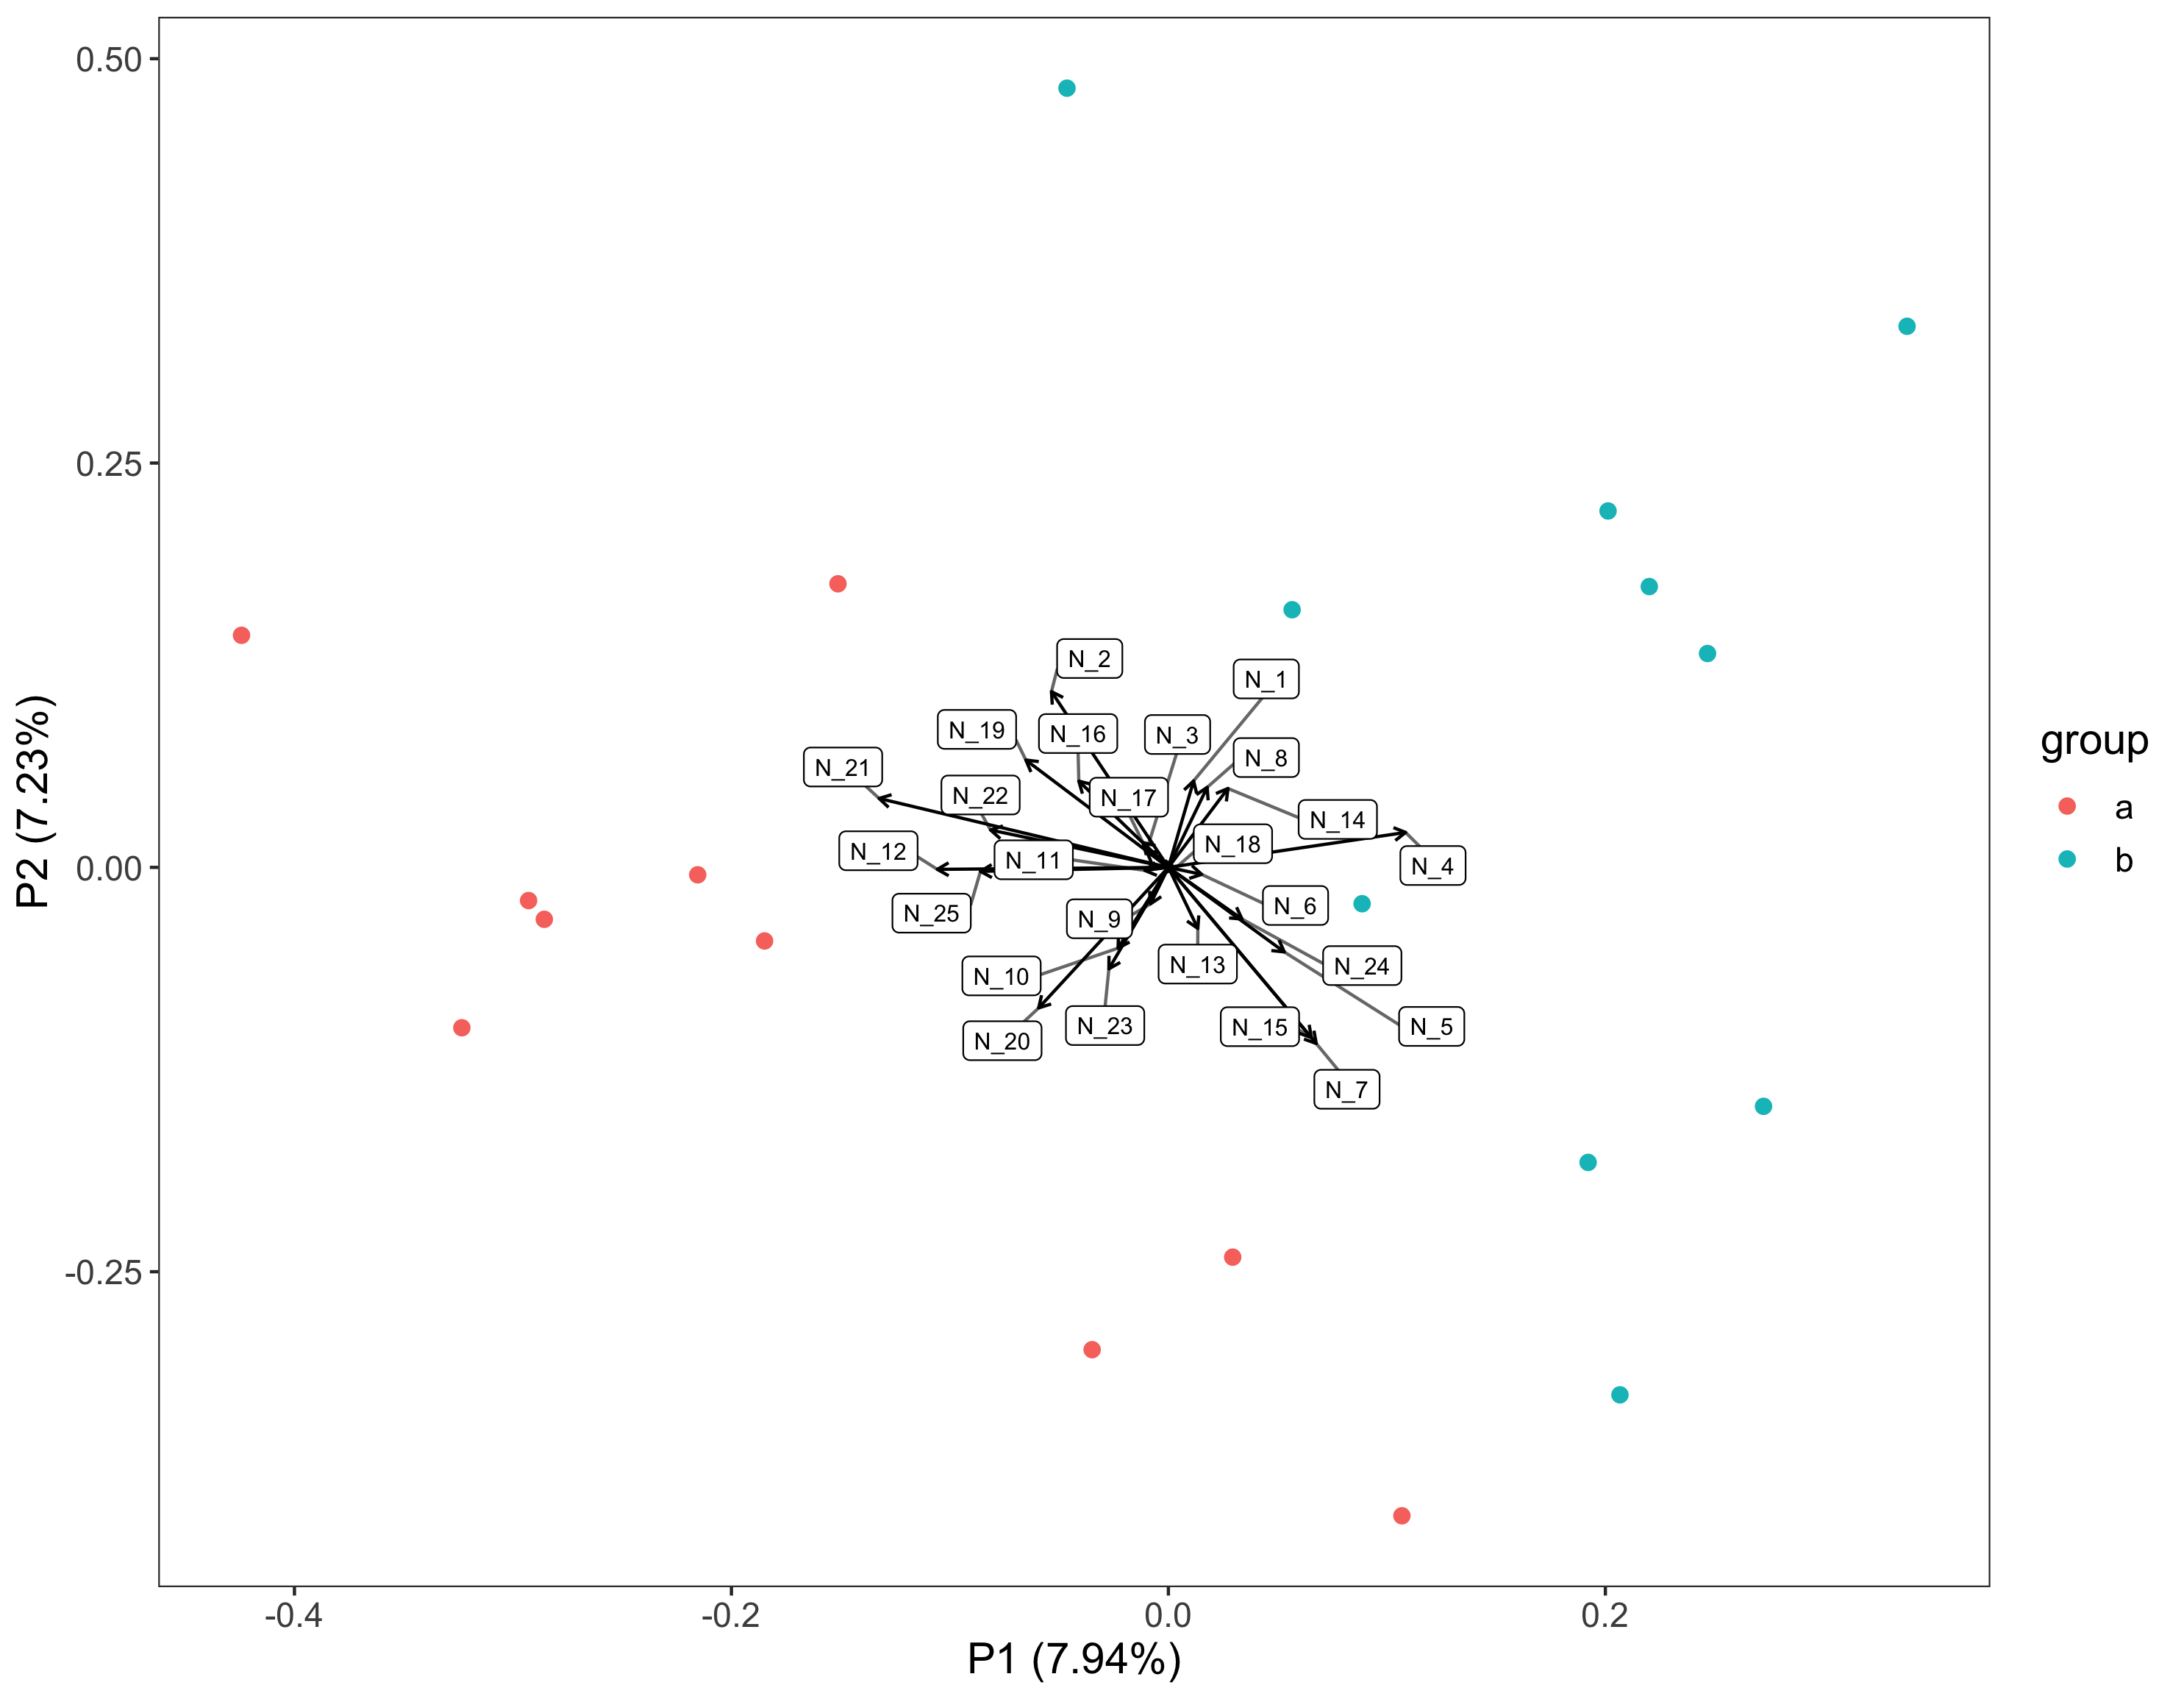 0.50
0.25
0.00
-0.25
P2 (7.23%)
N_2
N_1
N_19
N_16
N_3
N_8
N_21
N_22
N_17
N_14
N_12
N_11
N_18
N_4
N_25
N_9
N_6
N_10
N_13
N_24
N_20
N_23
N_15
N_5
N_7
-0.4
-0.2
0.0
0.2
P1 (7.94%)
group
a
b